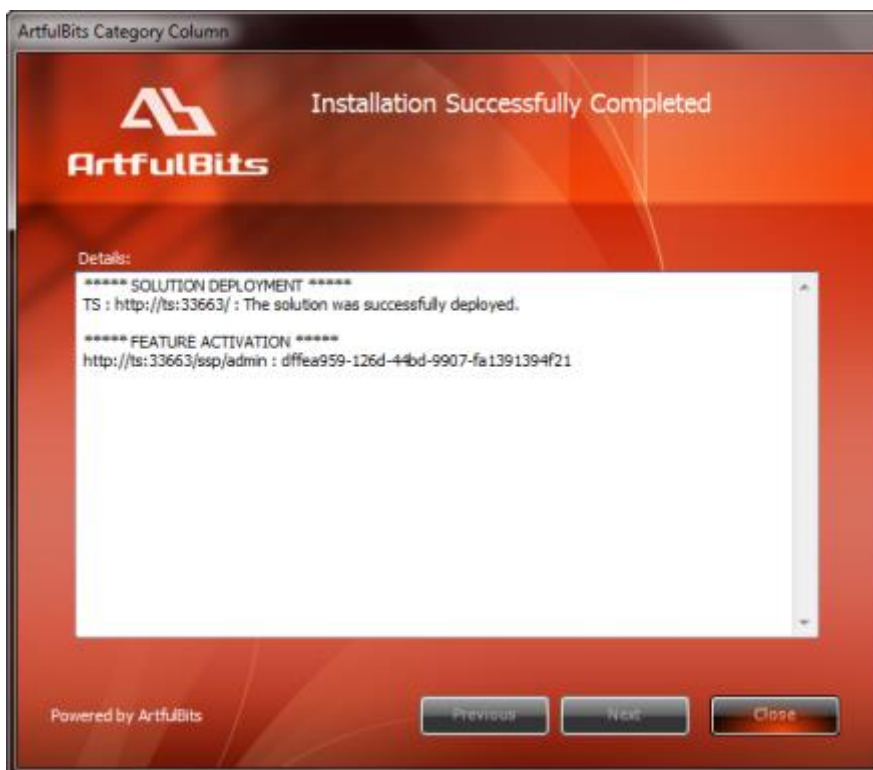 ArtfulBits Category Column
Installation Successfully Completed
ArtfulBits
Details:
***** SOLUTION DEPLOYMENT *****
TS : http://ts:33663/ : The solution was successfully deployed.
***** FEATURE ACTIVATION *****
http://ts:33663/ssp/admin : dffea959-126d-44bd-9907-fa1391394f21
Powered by ArtfulBits
Previous
Next
Close